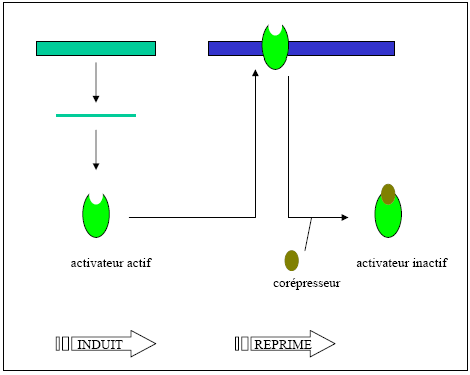 activateur actif
activateur inactif
corépresseur
INDUIT
REPRIME